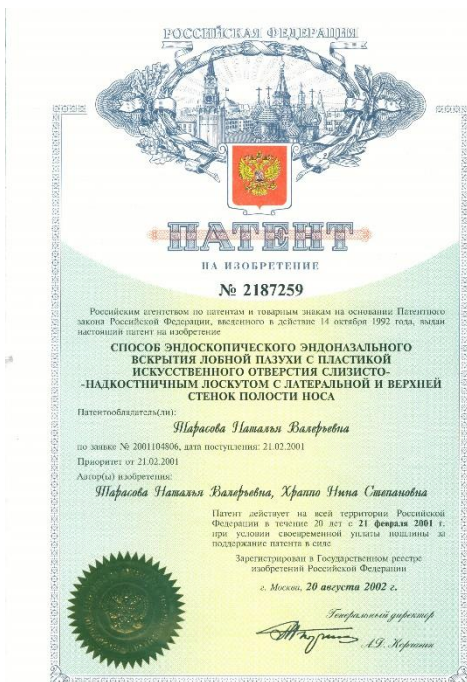 РОССИЙСКАЯ ФЕДЕРАЦИЯ
ПАТЕНТ
НА ИЗОБРЕТЕНИЕ
№ 2187259
Российским агентством по патентам и товарным знакам на основании Патентного
закона Российской Федерации, введенного в действие 14 октября 1992 года, выдан
настоящий патент на изобретение
СПОСОБ ЭНДОСКОПИЧЕСКОГО ЭНДОНАЗАЛЬНОГО
ВСКРЫТИЯ ЛОБНОЙ ПАЗУХИ С ПЛАСТИКОЙ
ИСКУССТВЕННОГО ОТВЕРСТИЯ СЛИЗИСТО-
-НАДКОСТНИЧНЫМ ЛОСКУТОМ С ЛАТЕРАЛЬНОЙ И ВЕРХНЕЙ
СТЕНОК ПОЛОСТИ НОСА
Патентообладатель(ли):
Тарасова Наталья Валерьевна
по заявке № 2001104806, дата поступления: 21.02.2001
Приоритет от 21.02.2001
Автор(ы) изобретения:
Тарасова Наталья Валерьевна, Храппо Нина Степановна
Патент действует на всей территории Российской
Федерации в течение 20 лет с 21 февраля 2001 г.
при условии своевременной уплаты пошлины за
поддержание патента в силе
Зарегистрирован в Государственном реестре
изобретений Российской Федерации
г. Москва, 20 августа 2002 г.
Генеральный директор
А.Д. Корчагин